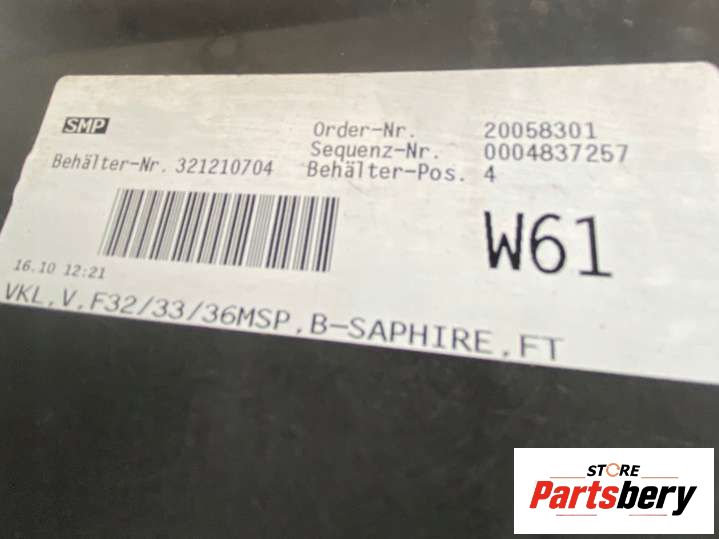 SMP
Order-Nr. 20058301
Sequenz-Nr. 0004837257
Behälter-Nr. 321210704 Behälter-Pos. 4
W61
16.10 12:21
VKL,V,F32/33/36MSP,B-SAPHIRE,FT
STORE
Partsbery